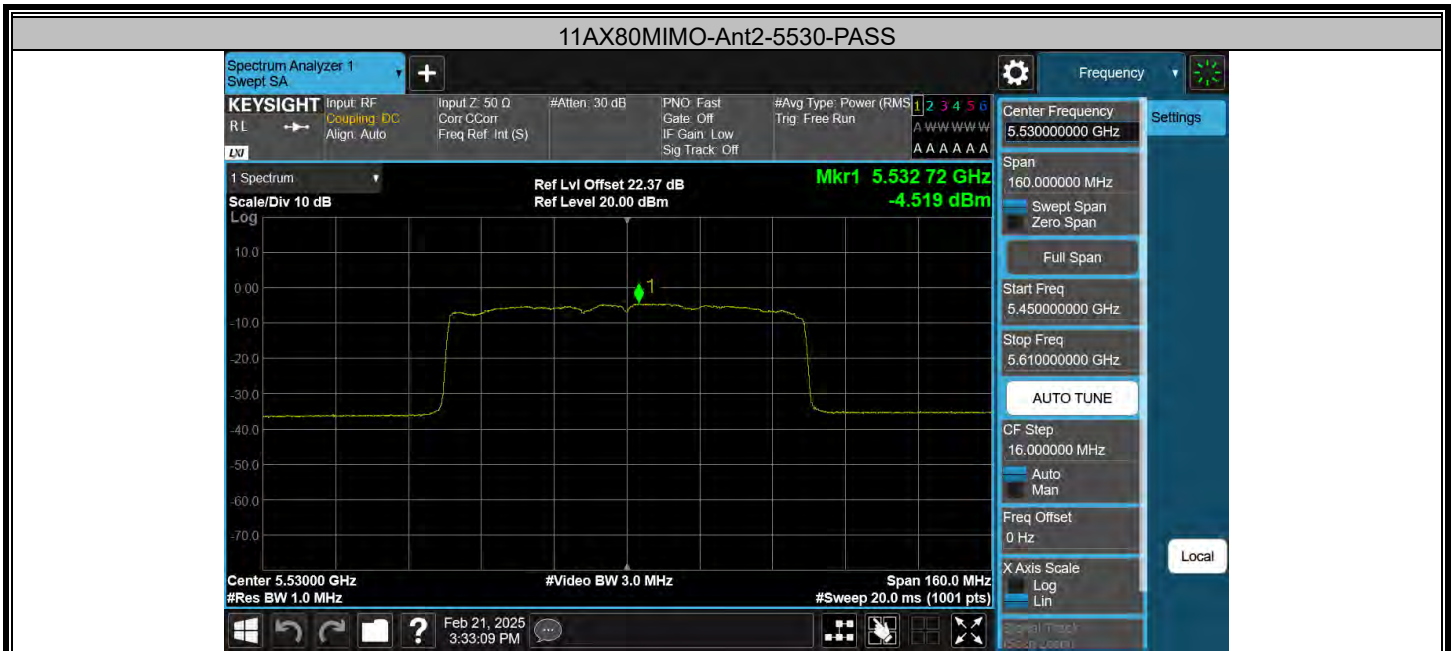 11AX80MIMO-Ant2-5530-PASS
Spectrum Analyzer 1
Swept SA
Frequency
KEYSIGHT
RL
LXI
Input: RF
Coupling: DC
Align: Auto
Input Z: 50 Ω
Corr CCorr
Freq Ref: Int (S)
#Atten: 30 dB
PNO: Fast
Gate: Off
IF Gain: Low
Sig Track: Off
#Avg Type: Power (RMS
Trig: Free Run
1 2 3 4 5 6
A W W W W W
A A A A A A
1 Spectrum
Scale/Div 10 dB
Ref Lvl Offset 22.37 dB
Ref Level 20.00 dBm
Mkr1 5.532 72 GHz
-4.519 dBm
Log
10.0
0.00
-10.0
-20.0
-30.0
-40.0
-50.0
-60.0
-70.0
1
Center 5.53000 GHz
#Res BW 1.0 MHz
#Video BW 3.0 MHz
Span 160.0 MHz
#Sweep 20.0 ms (1001 pts)
Center Frequency
5.530000000 GHz
Settings
Span
160.000000 MHz
Swept Span
Zero Span
Full Span
Start Freq
5.450000000 GHz
Stop Freq
5.610000000 GHz
AUTO TUNE
CF Step
16.000000 MHz
Auto
Man
Freq Offset
0 Hz
X Axis Scale
Log
Lin
Local
Signal Track
(Span Zoom)
?
Feb 21, 2025
3:33:09 PM